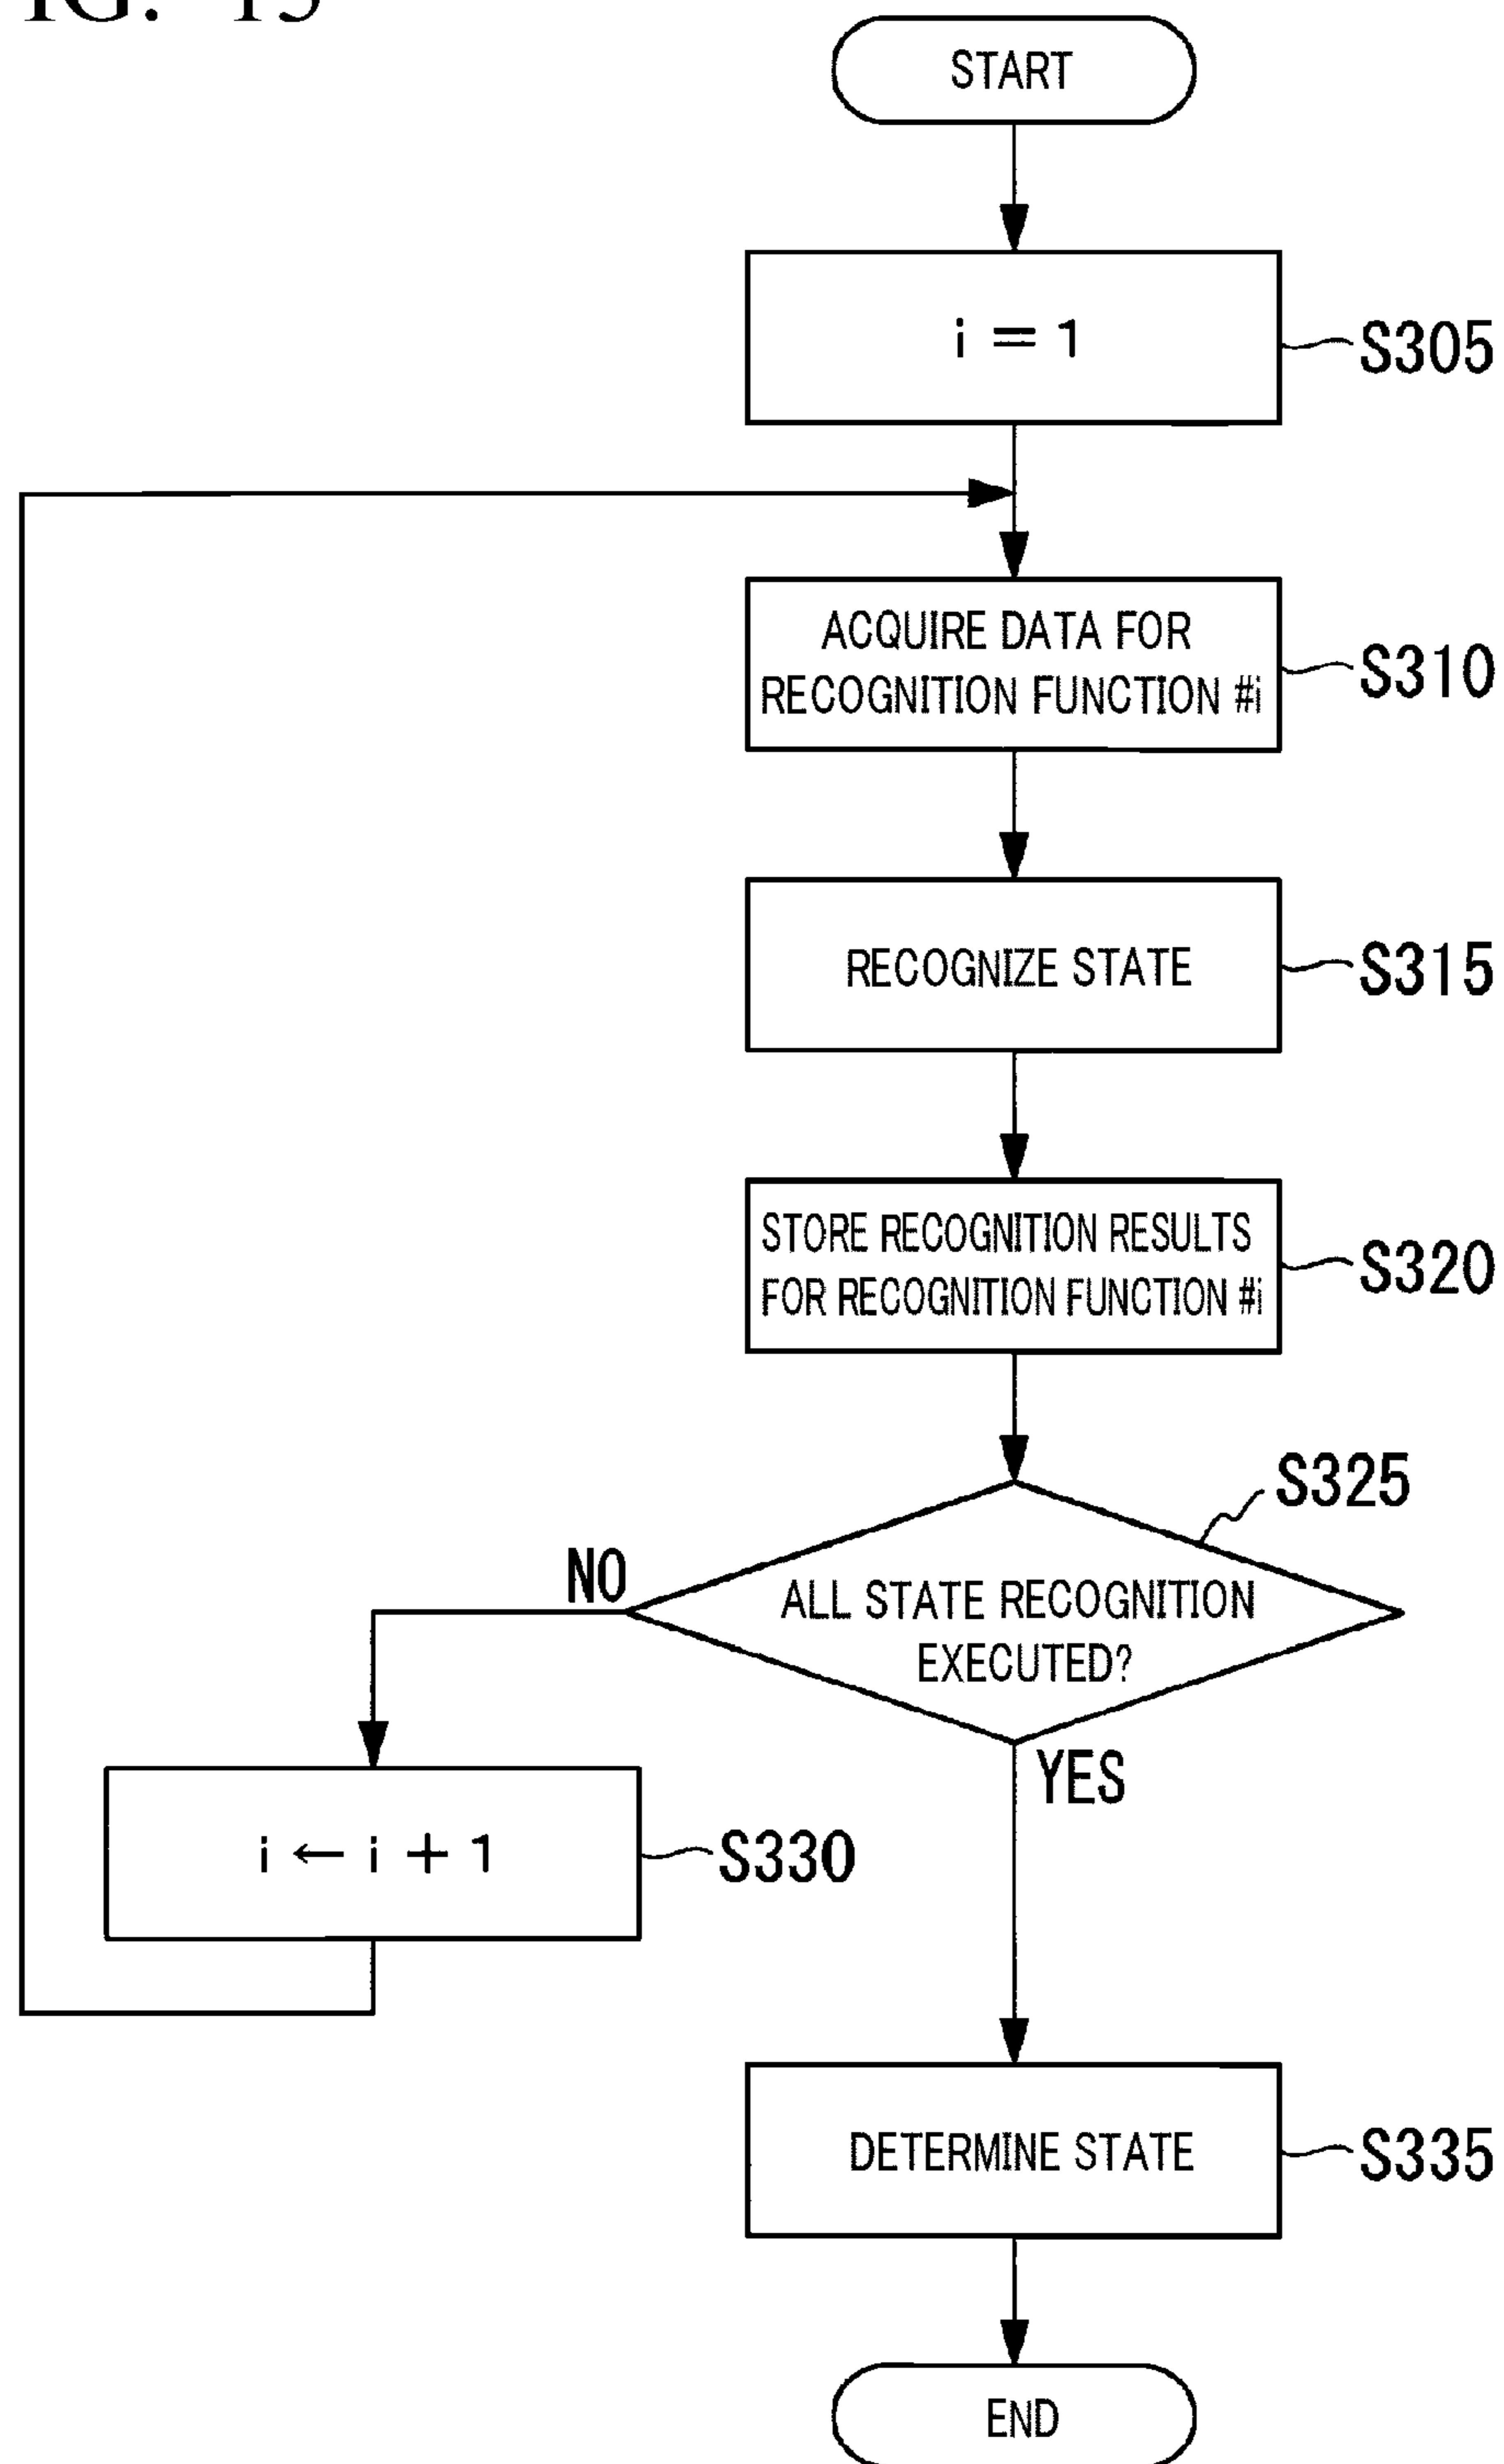 IG. 15
START
i = 1
S305
ACQUIRE DATA FOR
RECOGNITION FUNCTION #i
S310
RECOGNIZE STATE
S315
STORE RECOGNITION RESULTS
FOR RECOGNITION FUNCTION #i
S320
S325
NO
ALL STATE RECOGNITION
EXECUTED?
YES
i ← i + 1
S330
DETERMINE STATE
S335
END